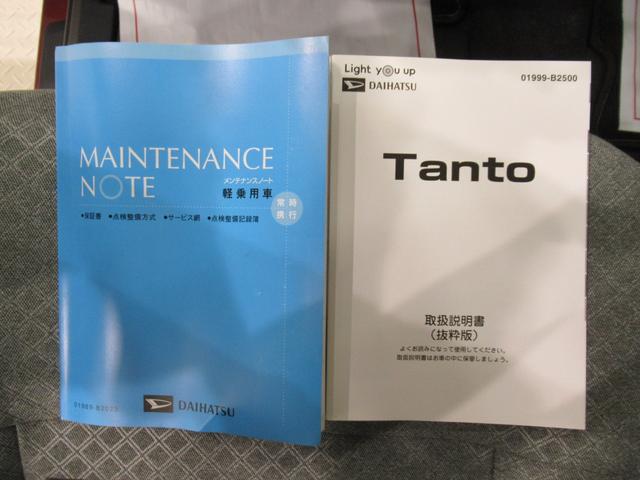 MAINTENANCE
NOTE
メンテナンスノート
軽乗用車
常時
携行
●保証書 ●点検整備方式 ●サービス網 ●点検整備記録簿
DAIHATSU
Light you up
DAIHATSU
01999-B2500
Tanto
取扱説明書
(抜粋版)
よくお読みになって使用してください。
取扱説明書はお車の中に保管しましょう。